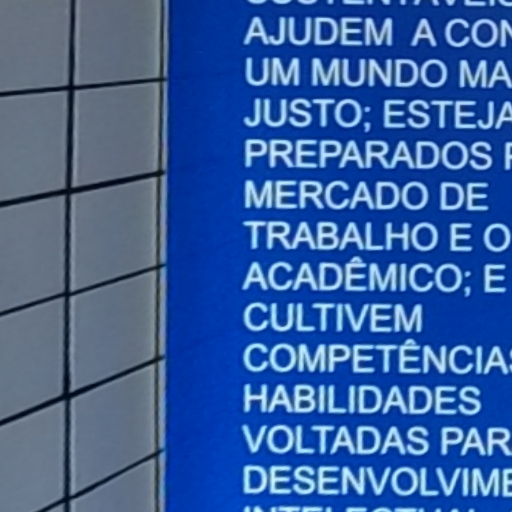 AJUDEM A CON
UM MUNDO MA
JUSTO; ESTEJA
PREPARADOS
MERCADO DE
TRABALHO E O
ACADÊMICO; E
CULTIVEM
COMPETÊNCIAS
HABILIDADES
VOLTADAS PAR
DESENVOLVIME